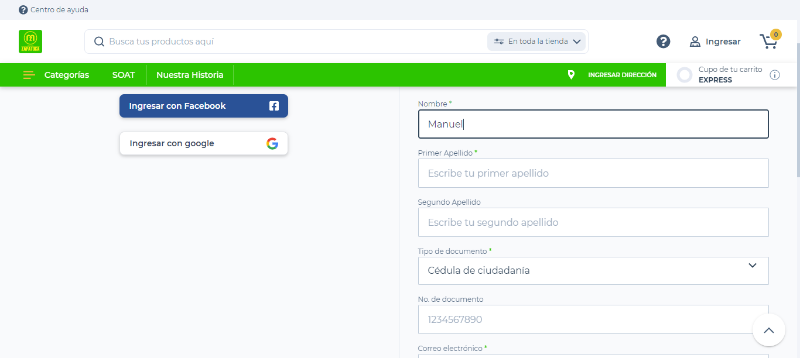 Centro de ayuda
Busca tus productos aquí
En toda la tienda
Ingresar
0
Categorías
SOAT
Nuestra Historia
INGRESAR DIRECCIÓN
Cupo de tu carrito
EXPRESS
Ingresar con Facebook
Ingresar con google
Nombre *
Manuel
Primer Apellido *
Escribe tu primer apellido
Segundo Apellido
Escribe tu segundo apellido
Tipo de documento *
Cédula de ciudadanía
No. de documento
1234567890
Correo electrónico *